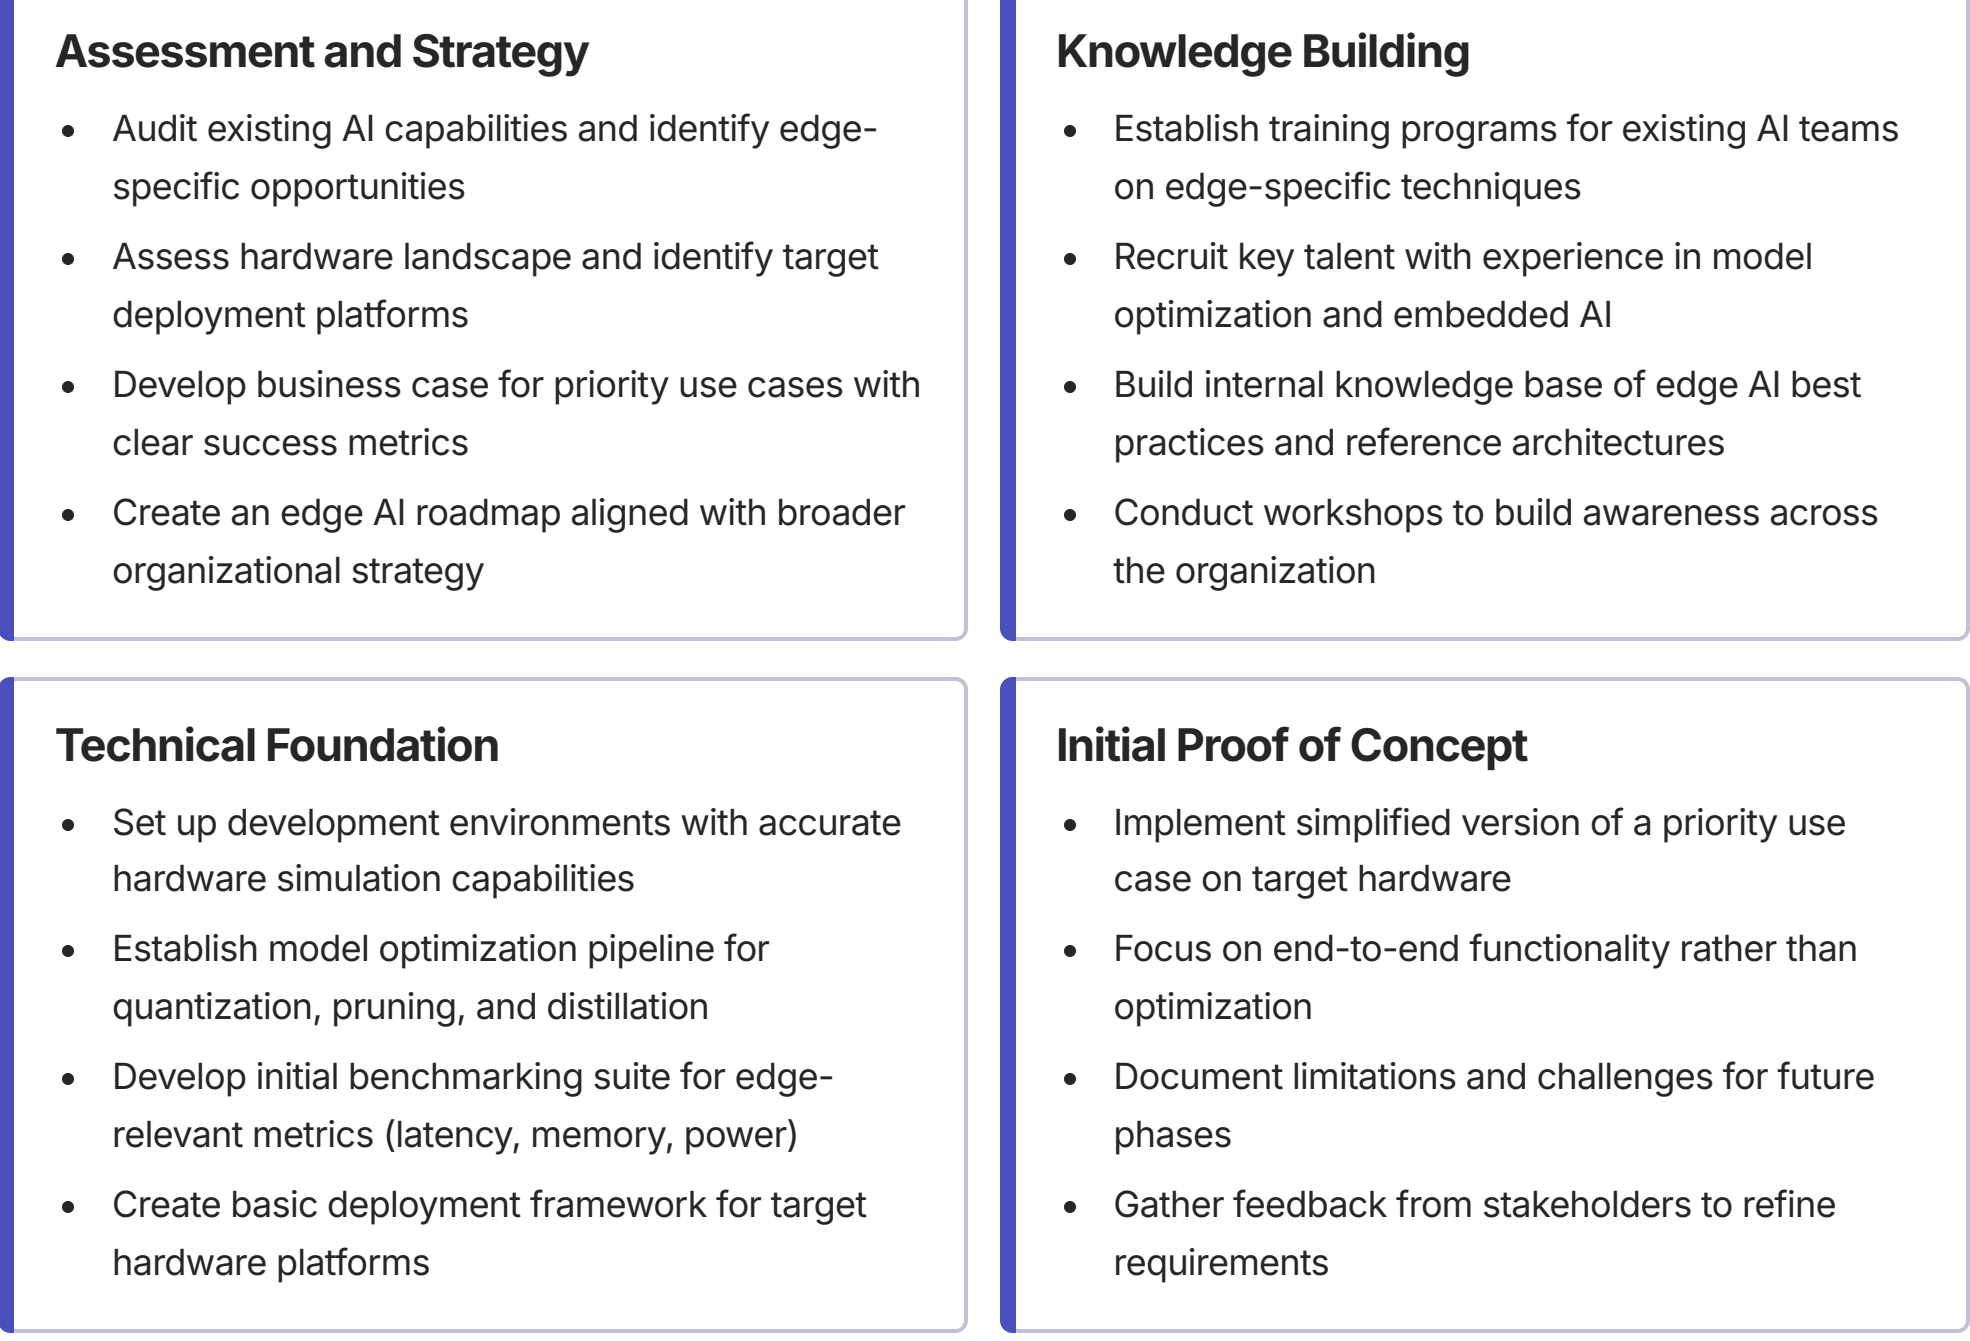 Assessment and Strategy
• Audit existing AI capabilities and identify edge-
specific opportunities
• Assess hardware landscape and identify target
deployment platforms
• Develop business case for priority use cases with
clear success metrics
• Create an edge AI roadmap aligned with broader
organizational strategy
Knowledge Building
• Establish training programs for existing AI teams
on edge-specific techniques
• Recruit key talent with experience in model
optimization and embedded AI
• Build internal knowledge base of edge AI best
practices and reference architectures
• Conduct workshops to build awareness across
the organization
Technical Foundation
• Set up development environments with accurate
hardware simulation capabilities
• Establish model optimization pipeline for
quantization, pruning, and distillation
• Develop initial benchmarking suite for edge-
relevant metrics (latency, memory, power)
• Create basic deployment framework for target
hardware platforms
Initial Proof of Concept
• Implement simplified version of a priority use
case on target hardware
• Focus on end-to-end functionality rather than
optimization
• Document limitations and challenges for future
phases
• Gather feedback from stakeholders to refine
requirements